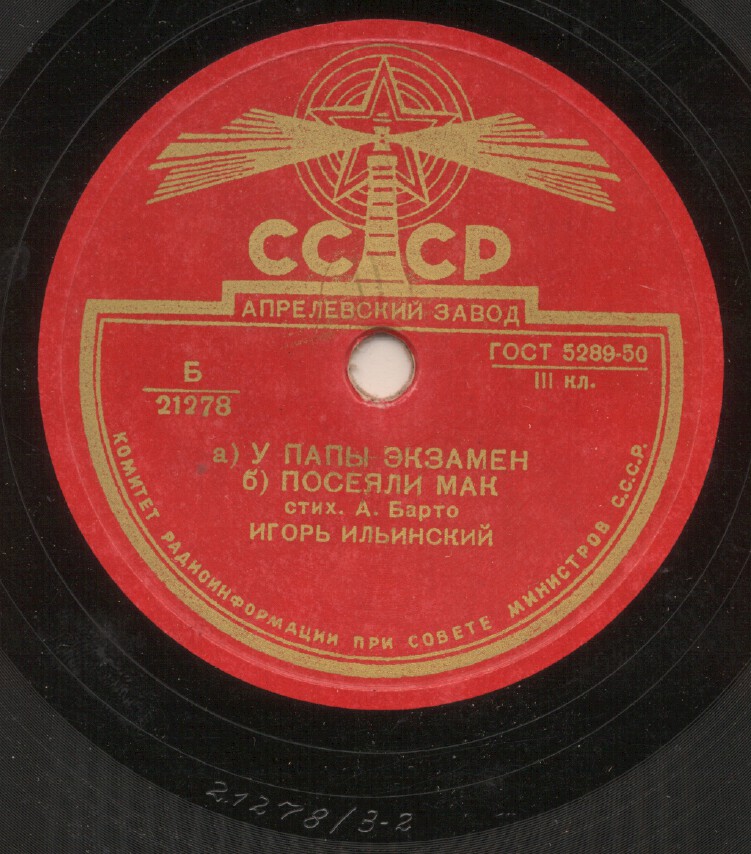 СССР
АПРЕЛЕВСКИЙ ЗАВОД
Б
21278
ГОСТ 5289-50
III кл.
а) У ПАПЫ ЭКЗАМЕН
б) ПОСЕЯЛИ МАК
стих. А. Барто
ИГОРЬ ИЛЬИНСКИЙ
КОМИТЕТ РАДИОИНФОРМАЦИИ ПРИ СОВЕТЕ МИНИСТРОВ С.С.С.Р.
21278/3-2